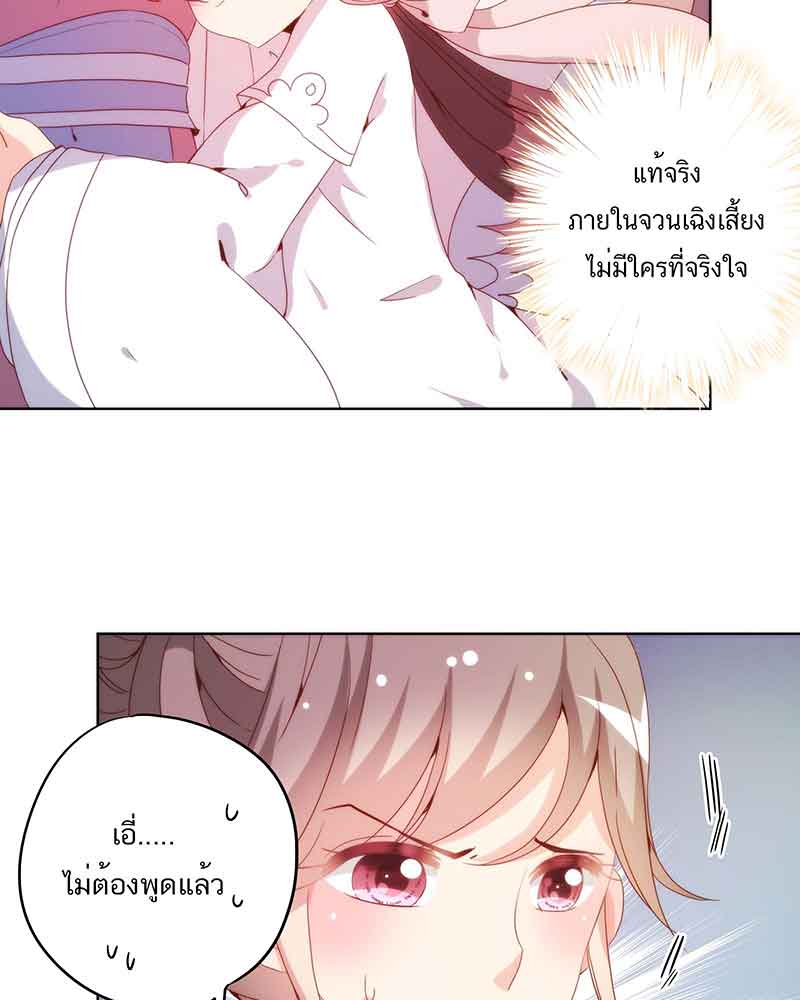 แท้จริง
ภายในจวนเฉิงเสี้ยง
ไม่มีใครที่จริงใจ
เอี่.....
ไม่ต้องพูดแล้ว